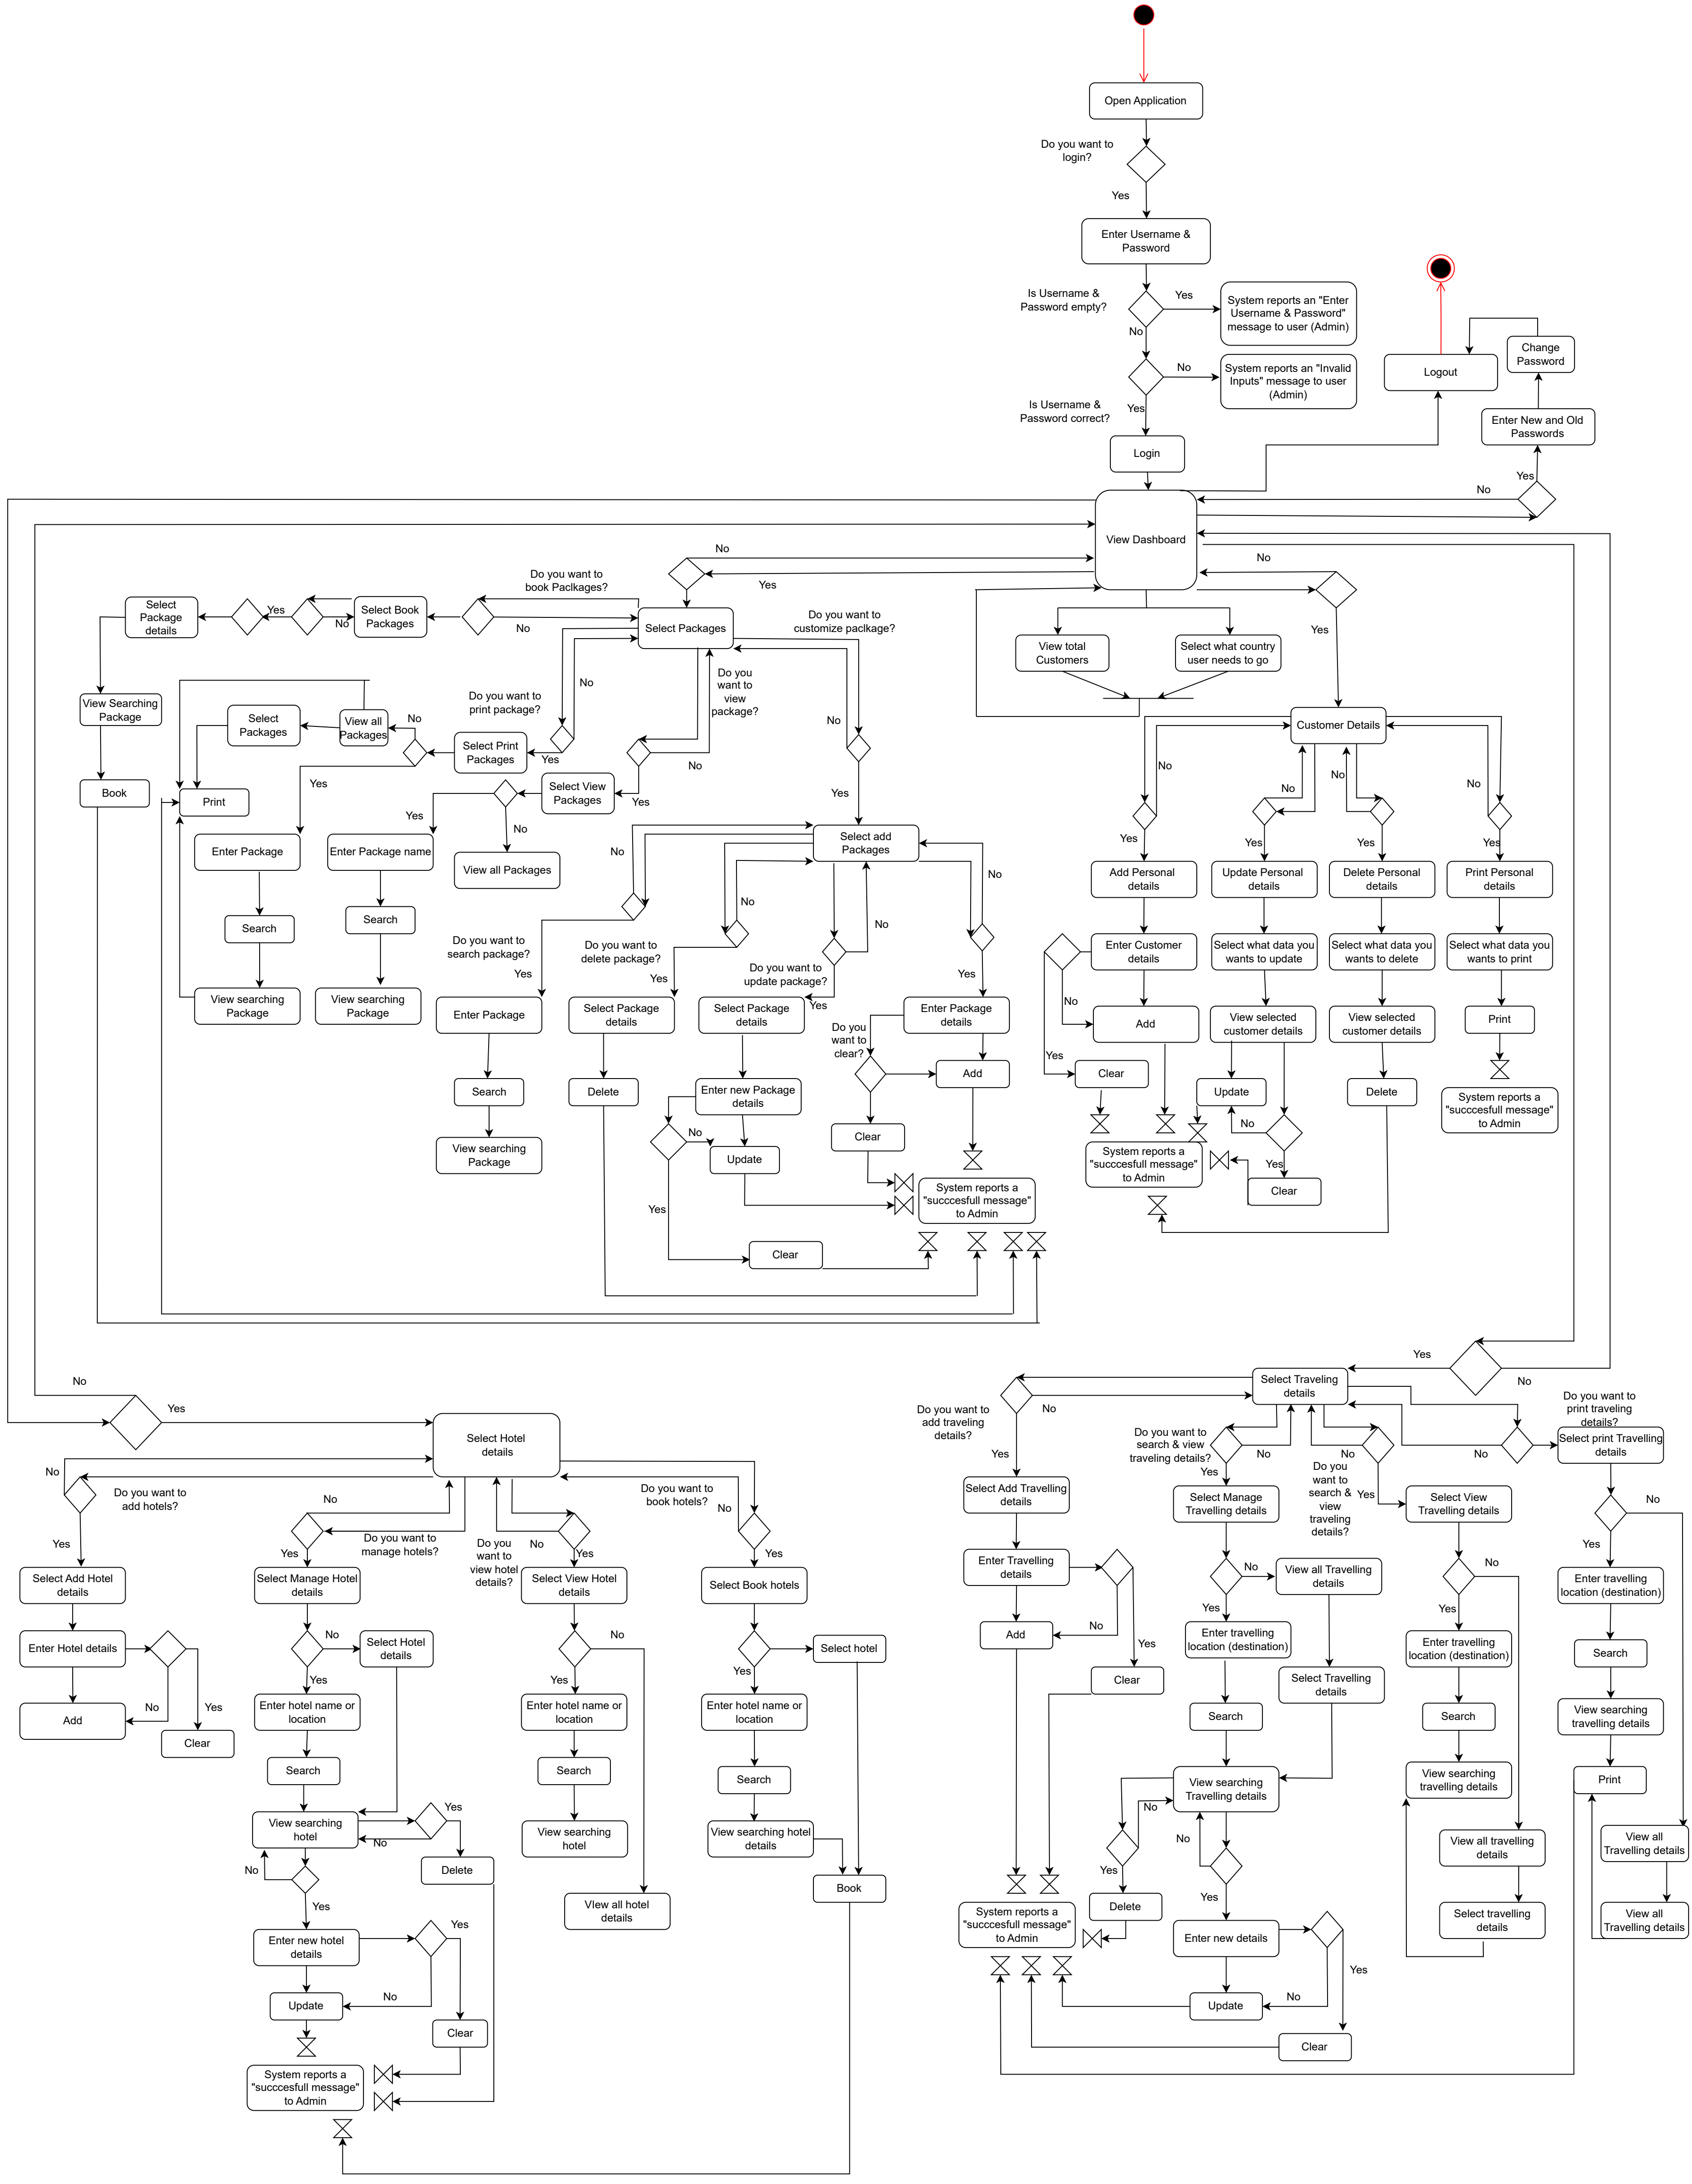 Open Application
Do you want to
login?
Yes
Enter Username &
Password
Is Username &
Password empty?
Yes
System reports an "Enter
Username & Password"
message to user (Admin)
No
No
System reports an "Invalid
Inputs" message to user
(Admin)
Is Username &
Password correct?
Yes
Login
Change
Password
Logout
Enter New and Old
Passwords
Yes
No
View Dashboard
No
Yes
No
Yes
View total
Customers
Select what country
user needs to go
Do you want to
book Paclkages?
Select
Package
details
Yes
No
Select Book
Packages
No
Select Packages
Do you want to
customize paclkage?
View Searching
Package
Book
Do you want to
print package?
No
Do you
want to
view
package?
No
Select
Packages
View all
Packages
No
Select Print
Packages
Yes
No
Print
Yes
Select View
Packages
Yes
Yes
Yes
No
Enter Package
Enter Package name
View all Packages
Search
Search
View searching
Package
View searching
Package
Select add
Packages
No
No
No
No
Do you want to
search package?
Yes
Do you want to
delete package?
Yes
Do you want to
update package?
Yes
Yes
Enter Package
Select Package
details
Select Package
details
Enter Package
details
Do you
want to
clear?
Search
Delete
Enter new Package
details
Add
View searching
Package
No
Update
Clear
System reports a
"succcesfull message"
to Admin
Yes
Clear
Customer Details
No
No
No
No
Yes
Yes
Yes
Yes
Add Personal
details
Update Personal
details
Delete Personal
details
Print Personal
details
Enter Customer
details
Select what data you
wants to update
Select what data you
wants to delete
Select what data you
wants to print
No
Add
View selected
customer details
View selected
customer details
Print
Yes
Clear
Update
Delete
System reports a
"succcesfull message"
to Admin
No
System reports a
"succcesfull message"
to Admin
Yes
Clear
No
Yes
Select Hotel
details
No
Do you want to
add hotels?
No
Do you want to
manage hotels?
Do you
want to
view hotel
details?
No
Do you want to
book hotels?
No
Yes
Yes
Yes
Yes
Select Add Hotel
details
Select Manage Hotel
details
Select View Hotel
details
Select Book hotels
Enter Hotel details
No
Select Hotel
details
No
Select hotel
Yes
Yes
Yes
Add
No
Yes
Clear
Enter hotel name or
location
Enter hotel name or
location
Enter hotel name or
location
Search
Search
Search
View searching
hotel
Yes
No
View searching
hotel
View searching hotel
details
No
Delete
Book
Yes
VIew all hotel
details
Enter new hotel
details
Yes
Update
No
Clear
System reports a
"succcesfull message"
to Admin
Yes
No
Select Traveling
details
No
Do you want to
add traveling
details?
Do you want to
search & view
traveling details?
No
No
Do you
want to
search &
view
traveling
details?
Do you want to
print traveling
details?
No
Select print Travelling
details
Yes
Yes
Yes
Select Add Travelling
details
Select Manage
Travelling details
Select View
Travelling details
No
Yes
Enter Travelling
details
No
View all Travelling
details
No
Enter travelling
location (destination)
Yes
Yes
Add
No
Enter travelling
location (destination)
Enter travelling
location (destination)
Search
Yes
Clear
Select Travelling
details
Search
Search
View searching
travelling details
View searching
Travelling details
View searching
travelling details
Print
No
No
View all travelling
details
View all
Travelling details
Yes
Yes
Delete
System reports a
"succcesfull message"
to Admin
Enter new details
Select travelling
details
View all
Travelling details
Yes
Update
No
Clear